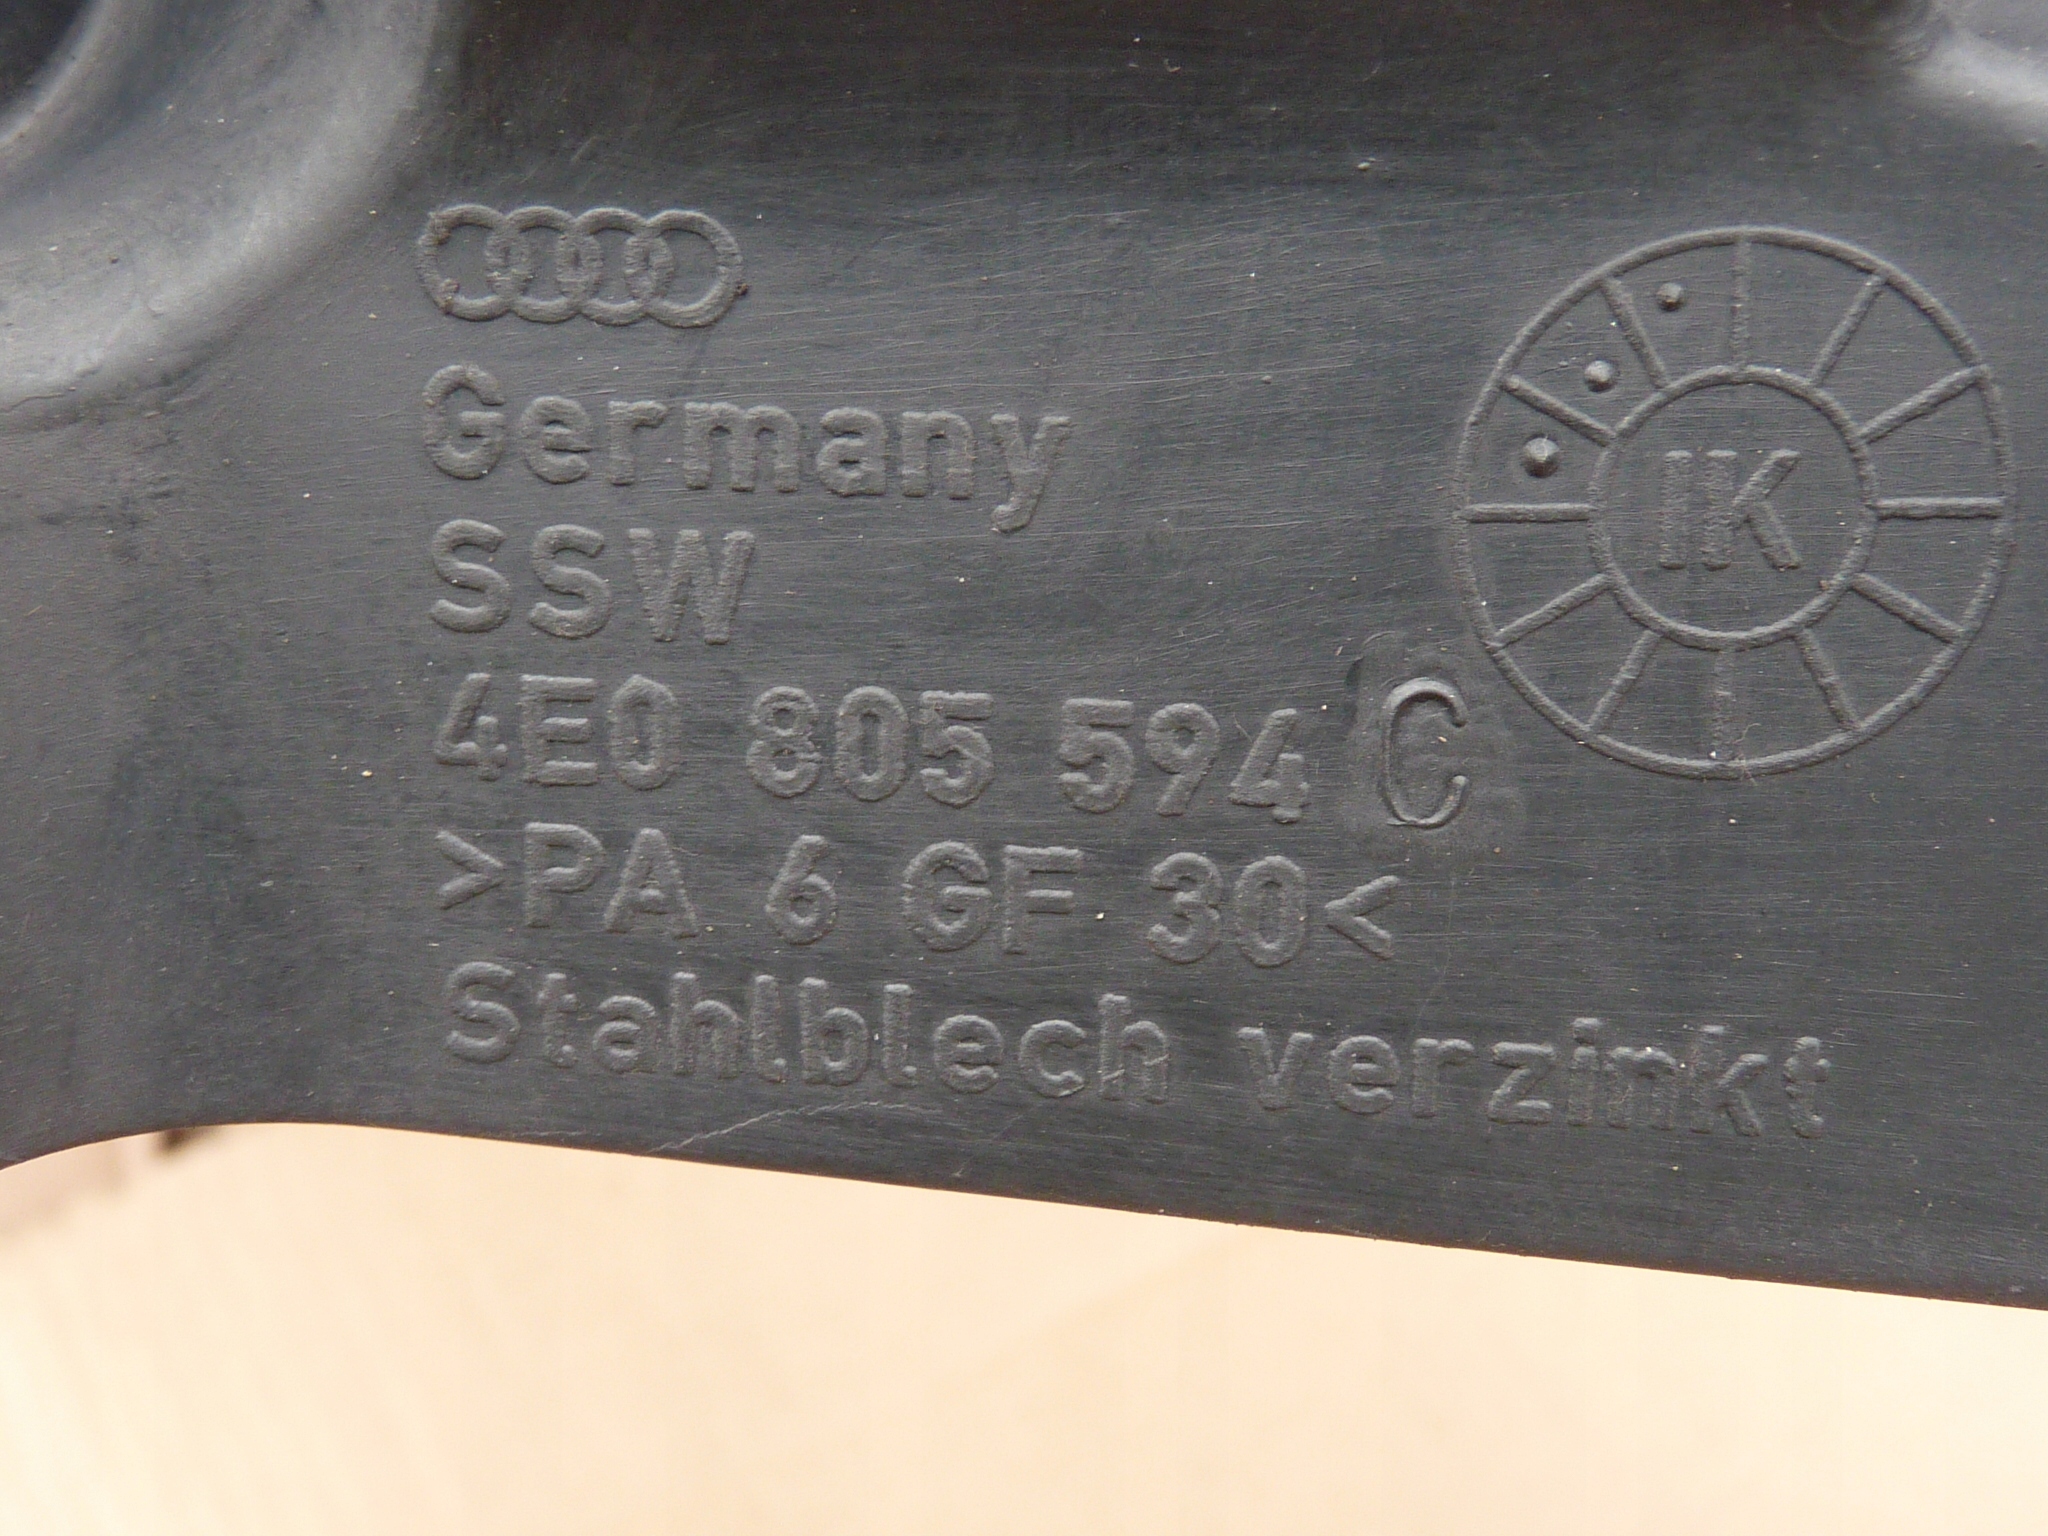 Germany
SSW
4E0 805 594 C
>PA 6 GF 30<
Stahlblech verzinkt
IK